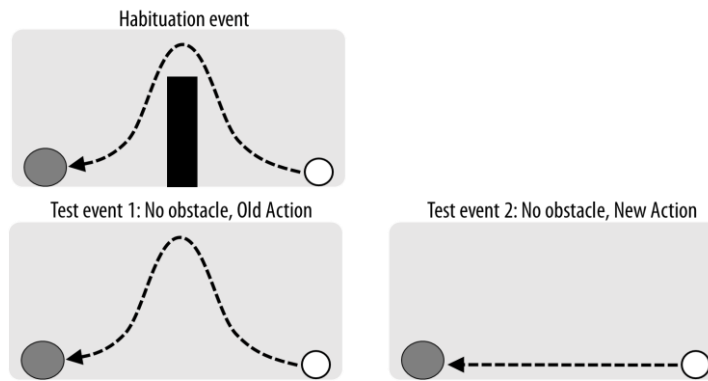 Habituation event
Test event 1: No obstacle, Old Action
Test event 2: No obstacle, New Action